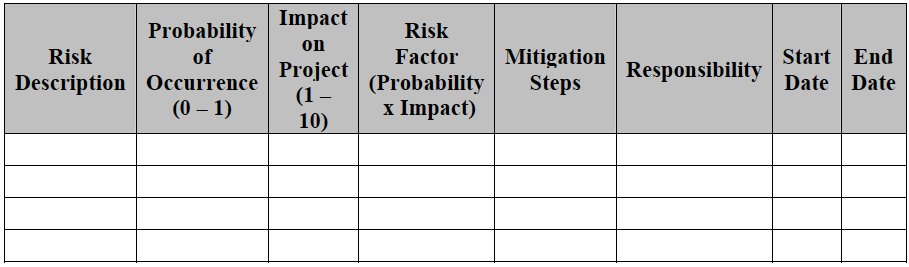 Risk Description
Probability of Occurrence (0 – 1)
Impact on Project (1 – 10)
Risk Factor (Probability x Impact)
Mitigation Steps
Responsibility
Start Date
End Date